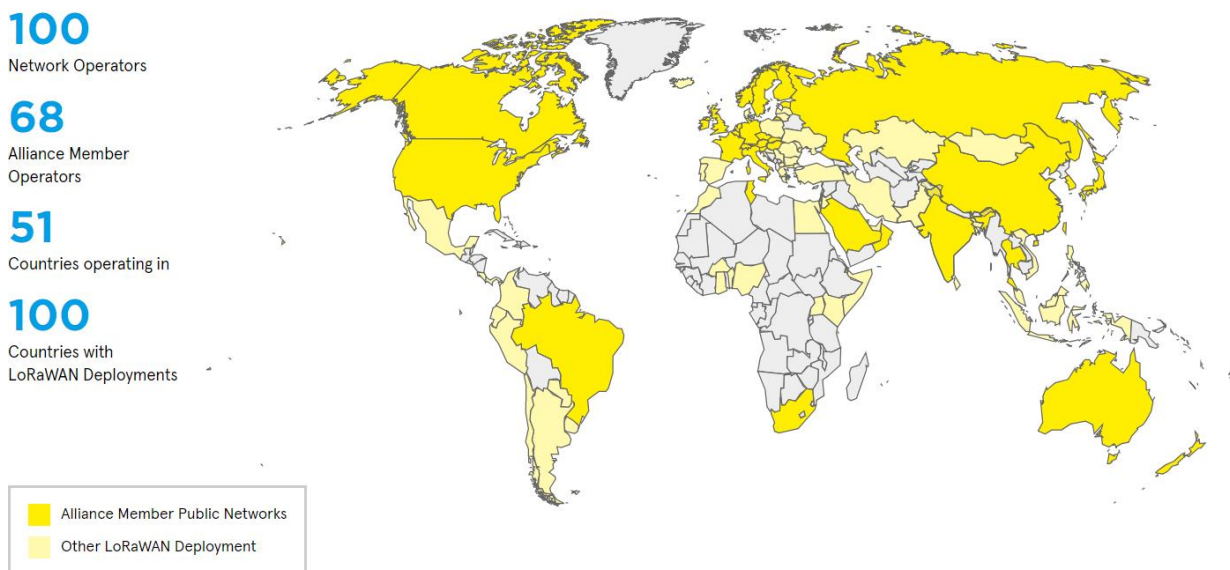 100
Network Operators
68
Alliance Member
Operators
51
Countries operating in
100
Countries with
LoRaWAN Deployments
Alliance Member Public Networks
Other LoRaWAN Deployment